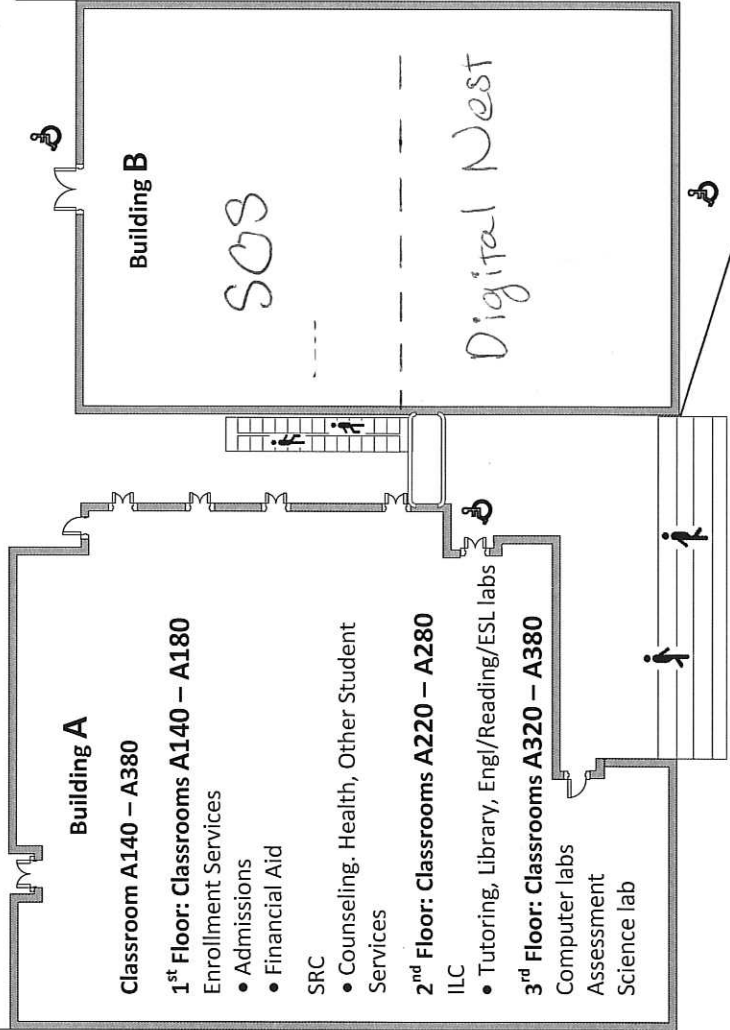 Building A
Classroom A140 – A380
1st Floor: Classrooms A140 – A180
Enrollment Services
• Admissions
• Financial Aid
SRC
• Counseling. Health, Other Student
Services
2nd Floor: Classrooms A220 – A280
ILC
• Tutoring, Library, Engl/Reading/ESL labs
3rd Floor: Classrooms A320 – A380
Computer labs
Assessment
Science lab
Building B
SOS
Digital Nest